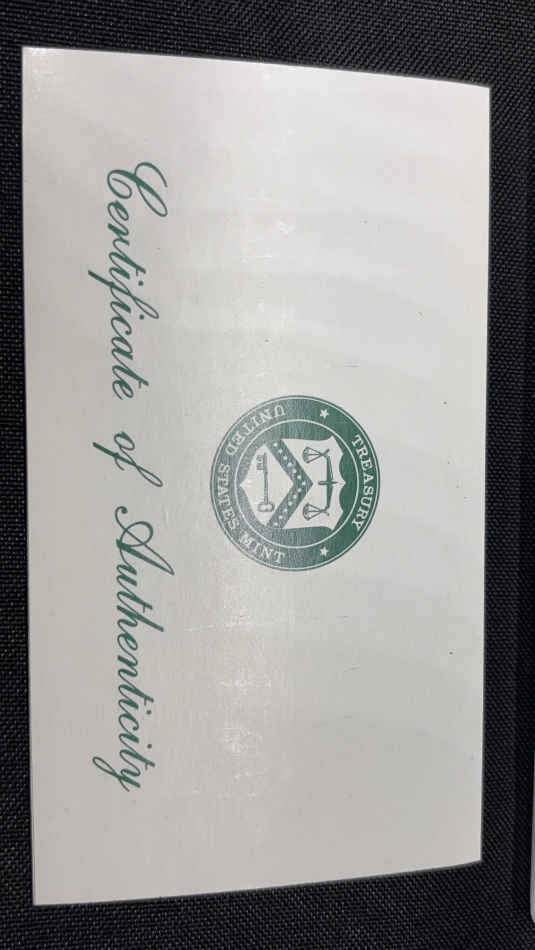 TREASURY
UNITED STATES MINT
Certificate of Authenticity